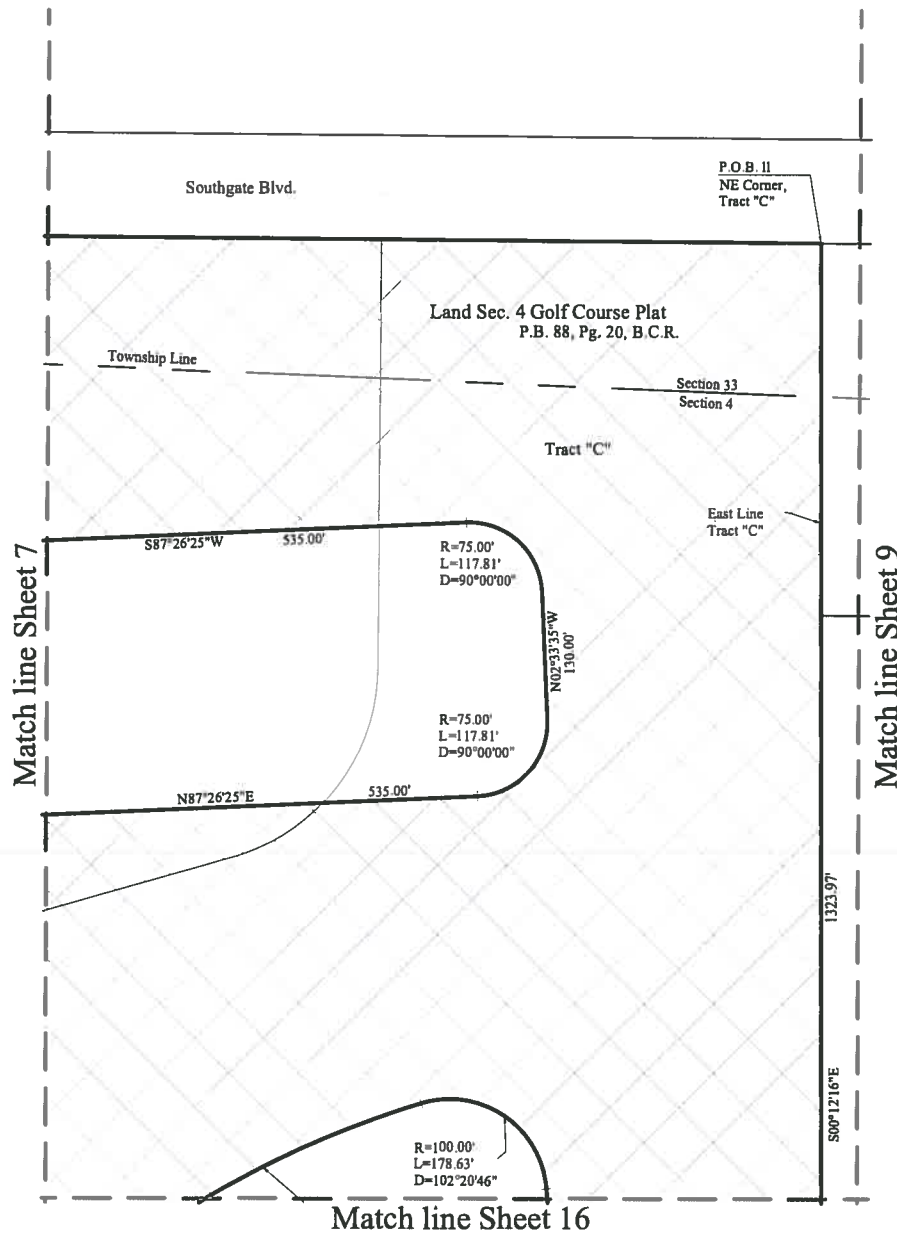 P.O.B. 11
NE Corner,
Tract "C"
Southgate Blvd.
Land Sec. 4 Golf Course Plat
P.B. 88, Pg. 20, B.C.R.
Township Line
Section 33
Section 4
Tract "C"
East Line
Tract "C"
S87°26'25"W 535.00'
R=75.00'
L=117.81'
D=90°00'00"
N02°33'35"W
130.00'
R=75.00'
L=117.81'
D=90°00'00"
N87°26'25"E 535.00'
Match line Sheet 7
Match line Sheet 9
1323.97'
S00°12'16"E
R=100.00'
L=178.63'
D=102°20'46"
Match line Sheet 16